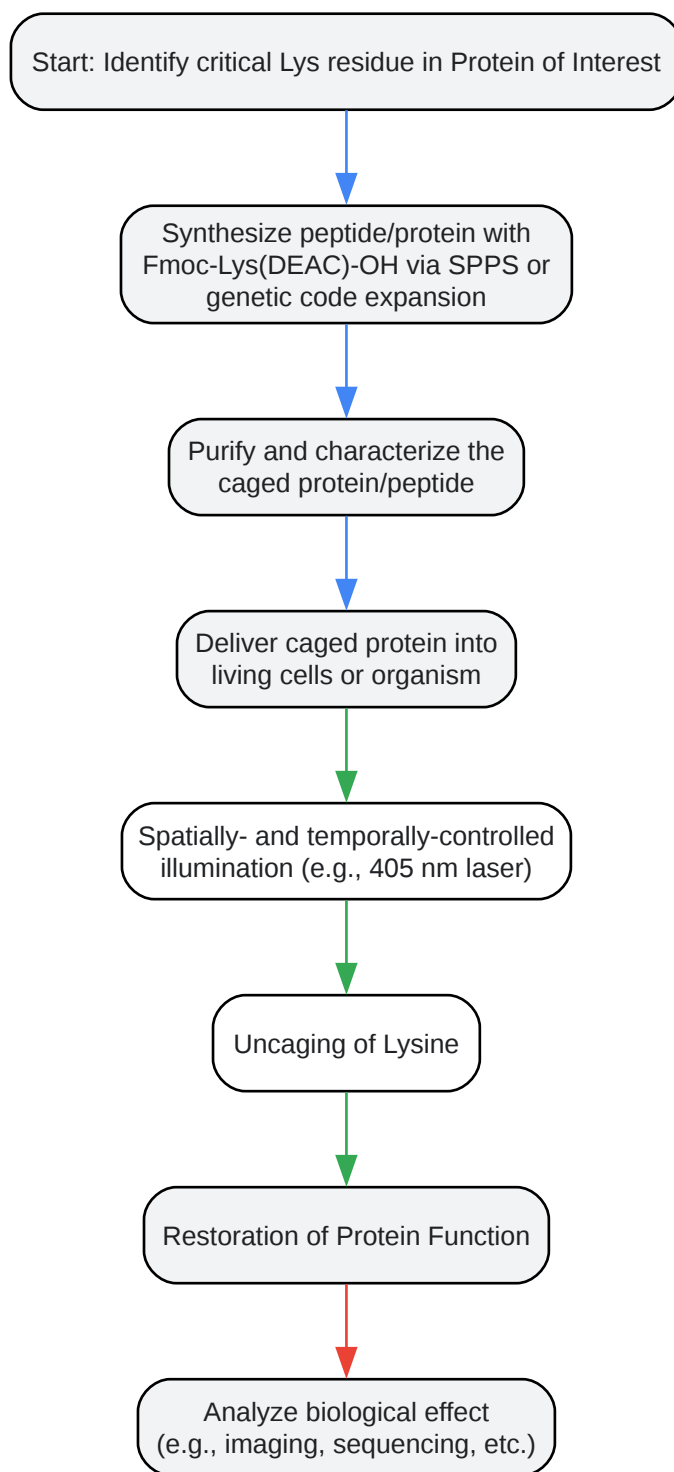 Start: Identify critical Lys residue in Protein of Interest
Synthesize peptide/protein with
Fmoc-Lys(DEAC)-OH via SPPS or
genetic code expansion
Purify and characterize the
caged protein/peptide
Deliver caged protein into
living cells or organism
Spatially- and temporally-controlled
illumination (e.g., 405 nm laser)
Uncaging of Lysine
Restoration of Protein Function
Analyze biological effect
(e.g., imaging, sequencing, etc.)